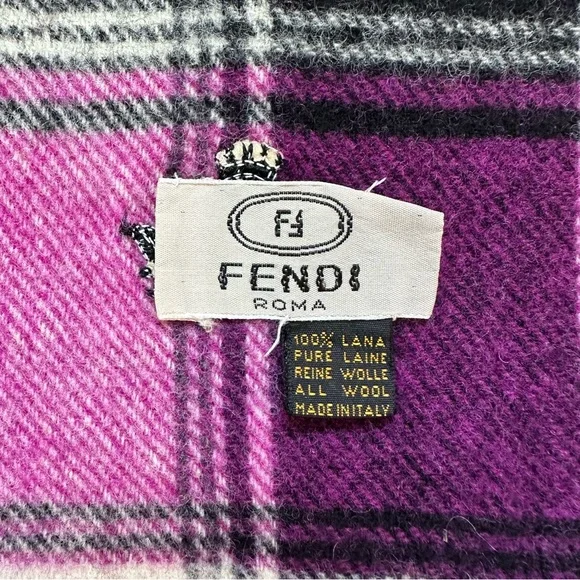 FF
FENDI
ROMA
100% LANA
PURE LAINE
REINE WOLLE
ALL WOOL
MADE IN ITALY